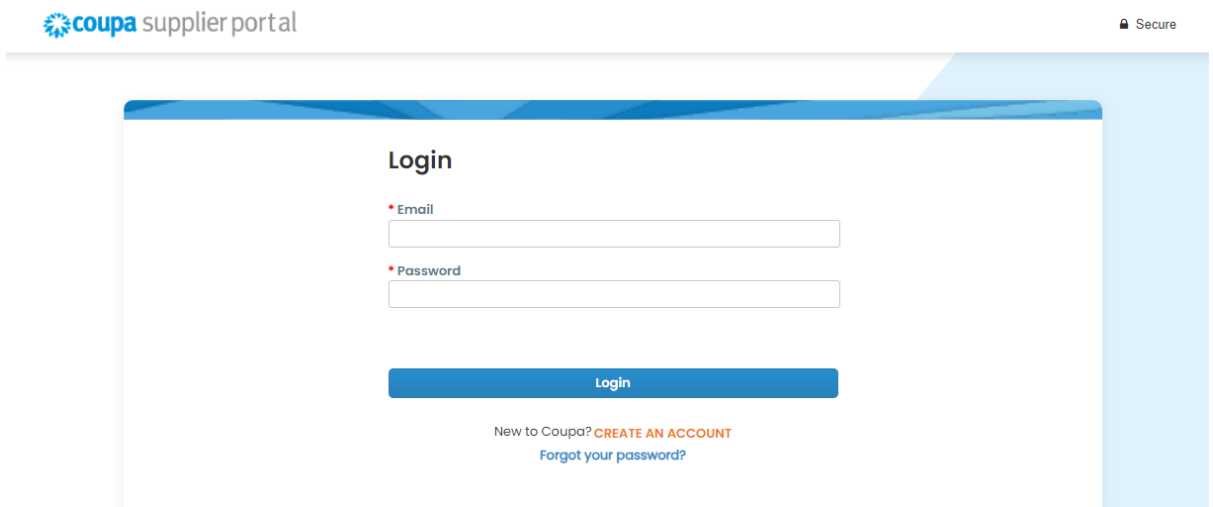 coupa supplier portal
Secure
Login
* Email
* Password
Login
New to Coupa? CREATE AN ACCOUNT
Forgot your password?